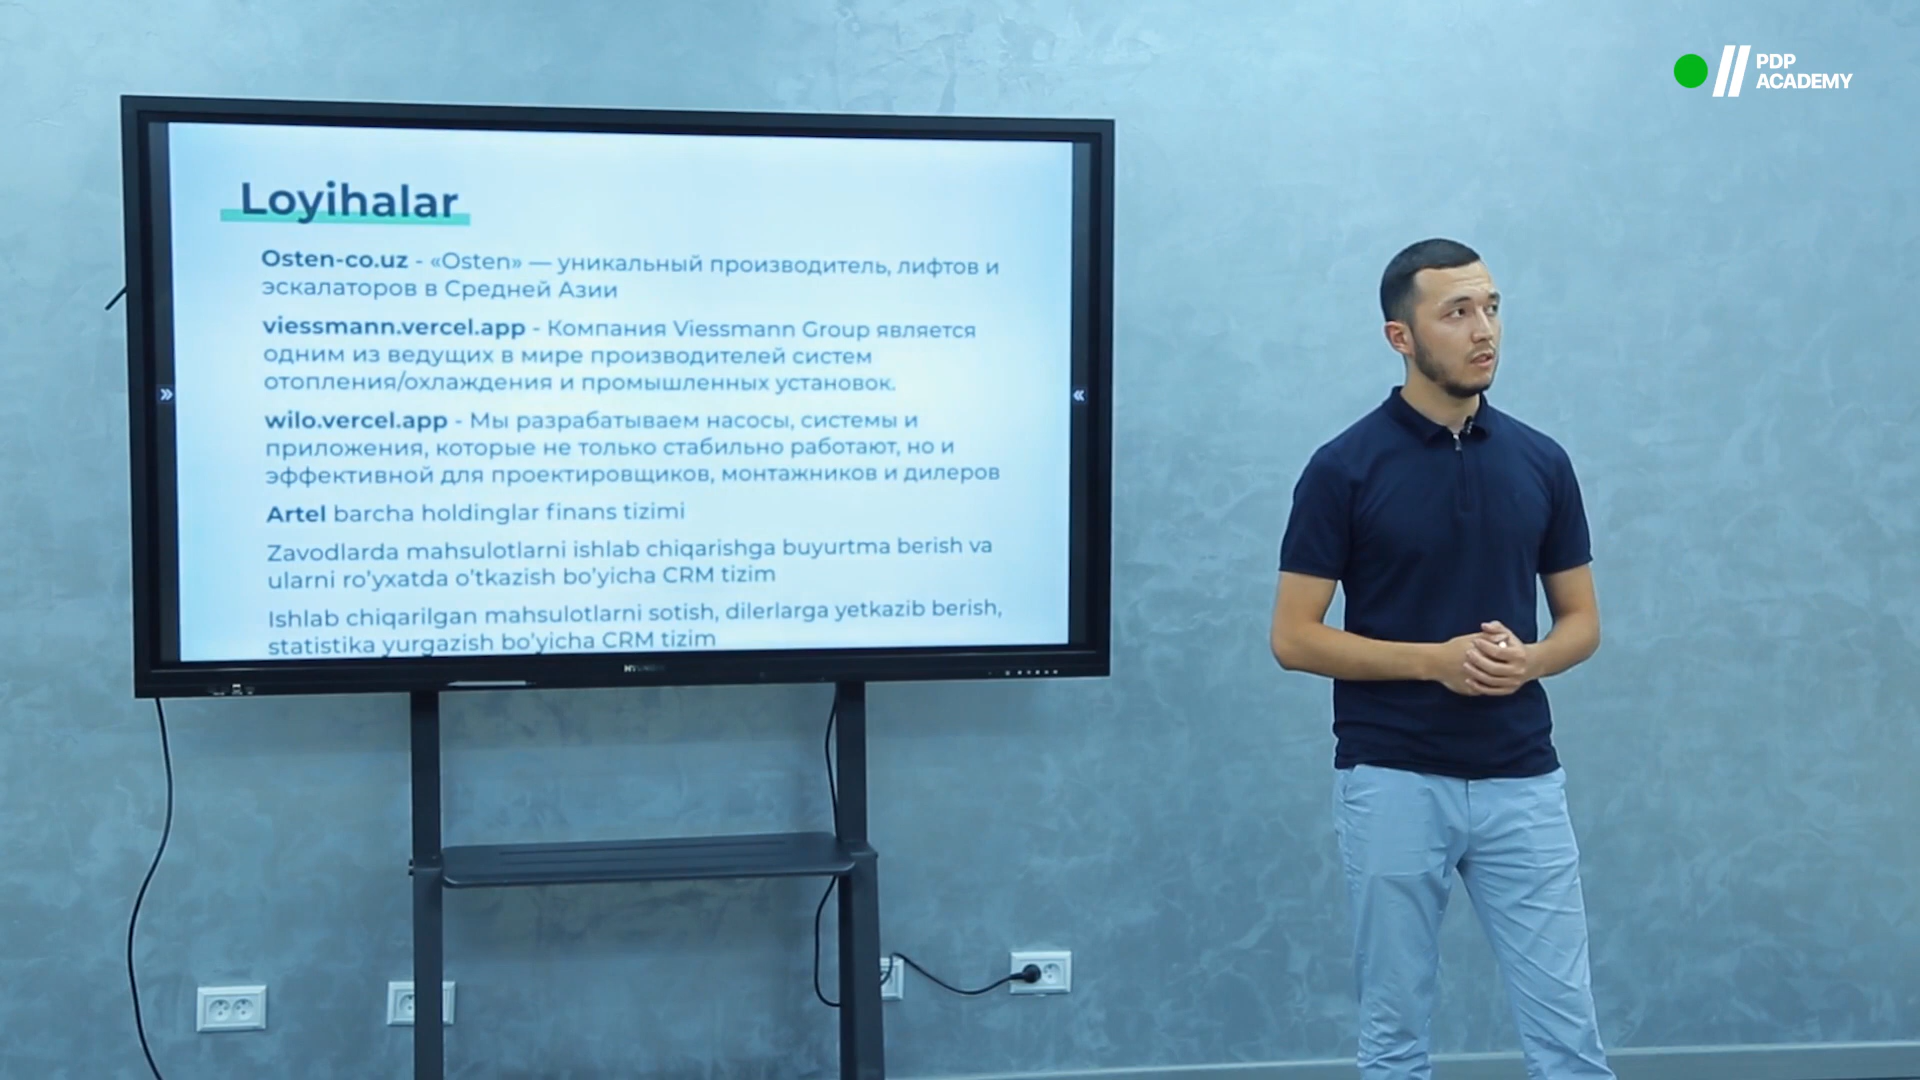 PDP
ACADEMY
Loyihalar
Osten-co.uz - «Osten» — уникальный производитель, лифтов и
эскалаторов в Средней Азии
viessmann.vercel.app - Компания Viessmann Group является
одним из ведущих в мире производителей систем
отопления/охлаждения и промышленных установок.
wilo.vercel.app - Мы разрабатываем насосы, системы и
приложения, которые не только стабильно работают, но и
эффективной для проектировщиков, монтажников и дилеров
Artel barcha holdinglar finans tizimi
Zavodlarda mahsulotlarni ishlab chiqarishga buyurtma berish va
ularni ro'yxatda o'tkazish bo'yicha CRM tizim
Ishlab chiqarilgan mahsulotlarni sotish, dilerlarga yetkazib berish,
statistika yurgazish bo'yicha CRM tizim
HYUNDAI